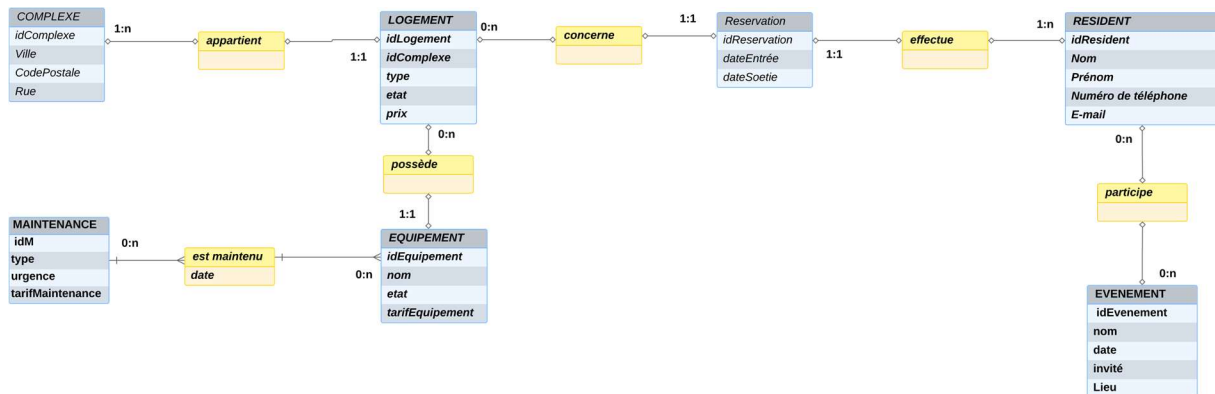 COMPLEXE
idComplexe
Ville
CodePostale
Rue
1:n
appartient
1:1
LOGEMENT
idLogement
idComplexe
type
etat
prix
0:n
concerne
1:1
Reservation
idReservation
dateEntrée
dateSoetie
1:1
effectue
1:n
RESIDENT
idResident
Nom
Prénom
Numéro de téléphone
E-mail
0:n
possède
1:1
0:n
participe
0:n
MAINTENANCE
idM
type
urgence
tarifMaintenance
0:n
est maintenu
date
0:n
EQUIPEMENT
idEquipement
nom
etat
tarifEquipement
EVENEMENT
idEvenement
nom
date
invité
Lieu